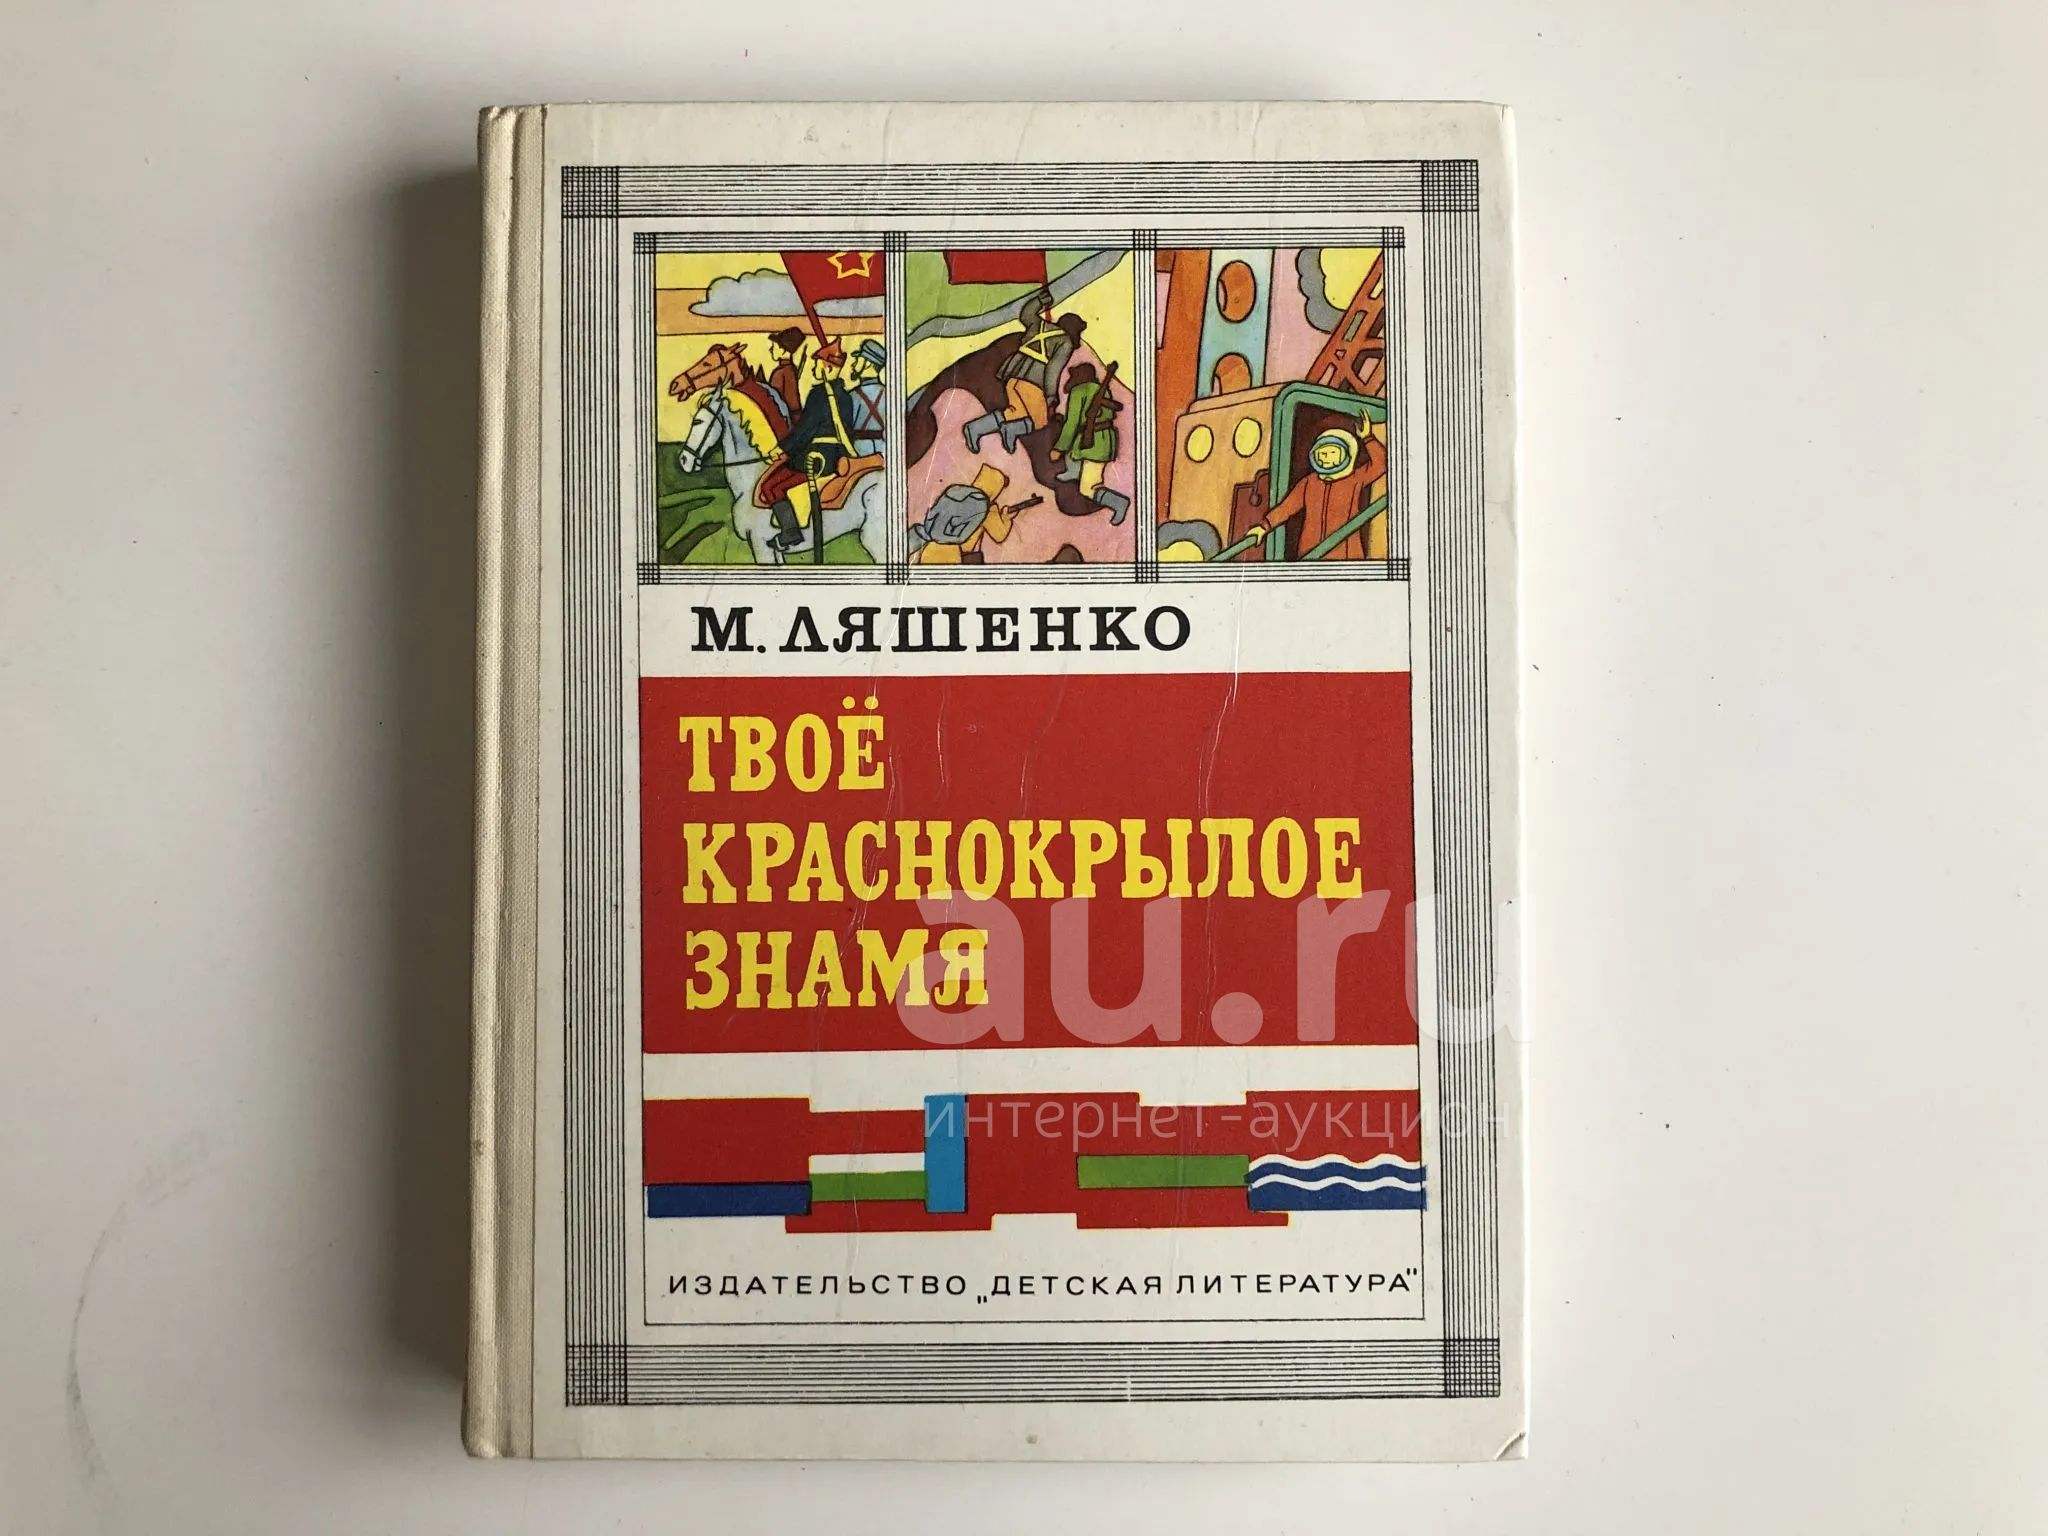 М. ЛЯШЕНКО
ТВОЁ
КРАСНОКРЫЛОЕ
ЗНАМЯ
au.ru
интернет-аукцион
ИЗДАТЕЛЬСТВО „ДЕТСКАЯ ЛИТЕРАТУРА"